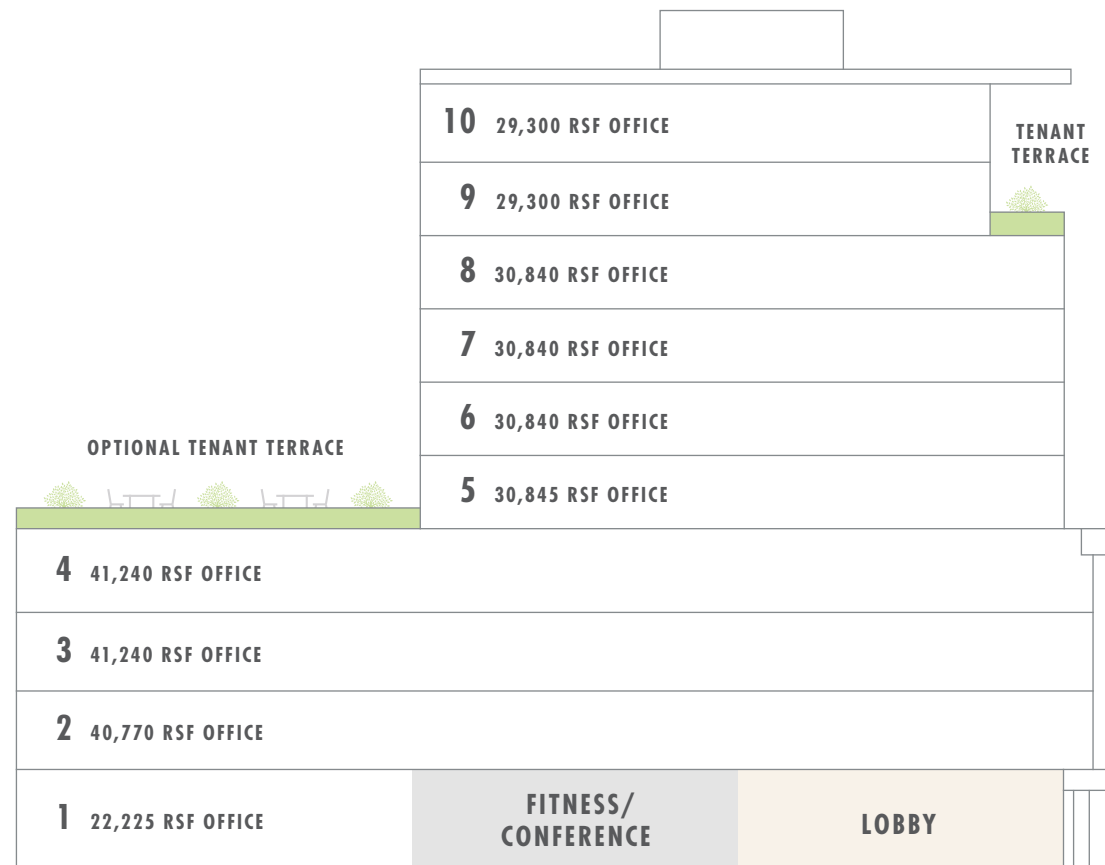 10 29,300 RSF OFFICE
TENANT
TERRACE
9 29,300 RSF OFFICE
8 30,840 RSF OFFICE
7 30,840 RSF OFFICE
6 30,840 RSF OFFICE
OPTIONAL TENANT TERRACE
5 30,845 RSF OFFICE
4 41,240 RSF OFFICE
3 41,240 RSF OFFICE
2 40,770 RSF OFFICE
1 22,225 RSF OFFICE
FITNESS/
CONFERENCE
LOBBY